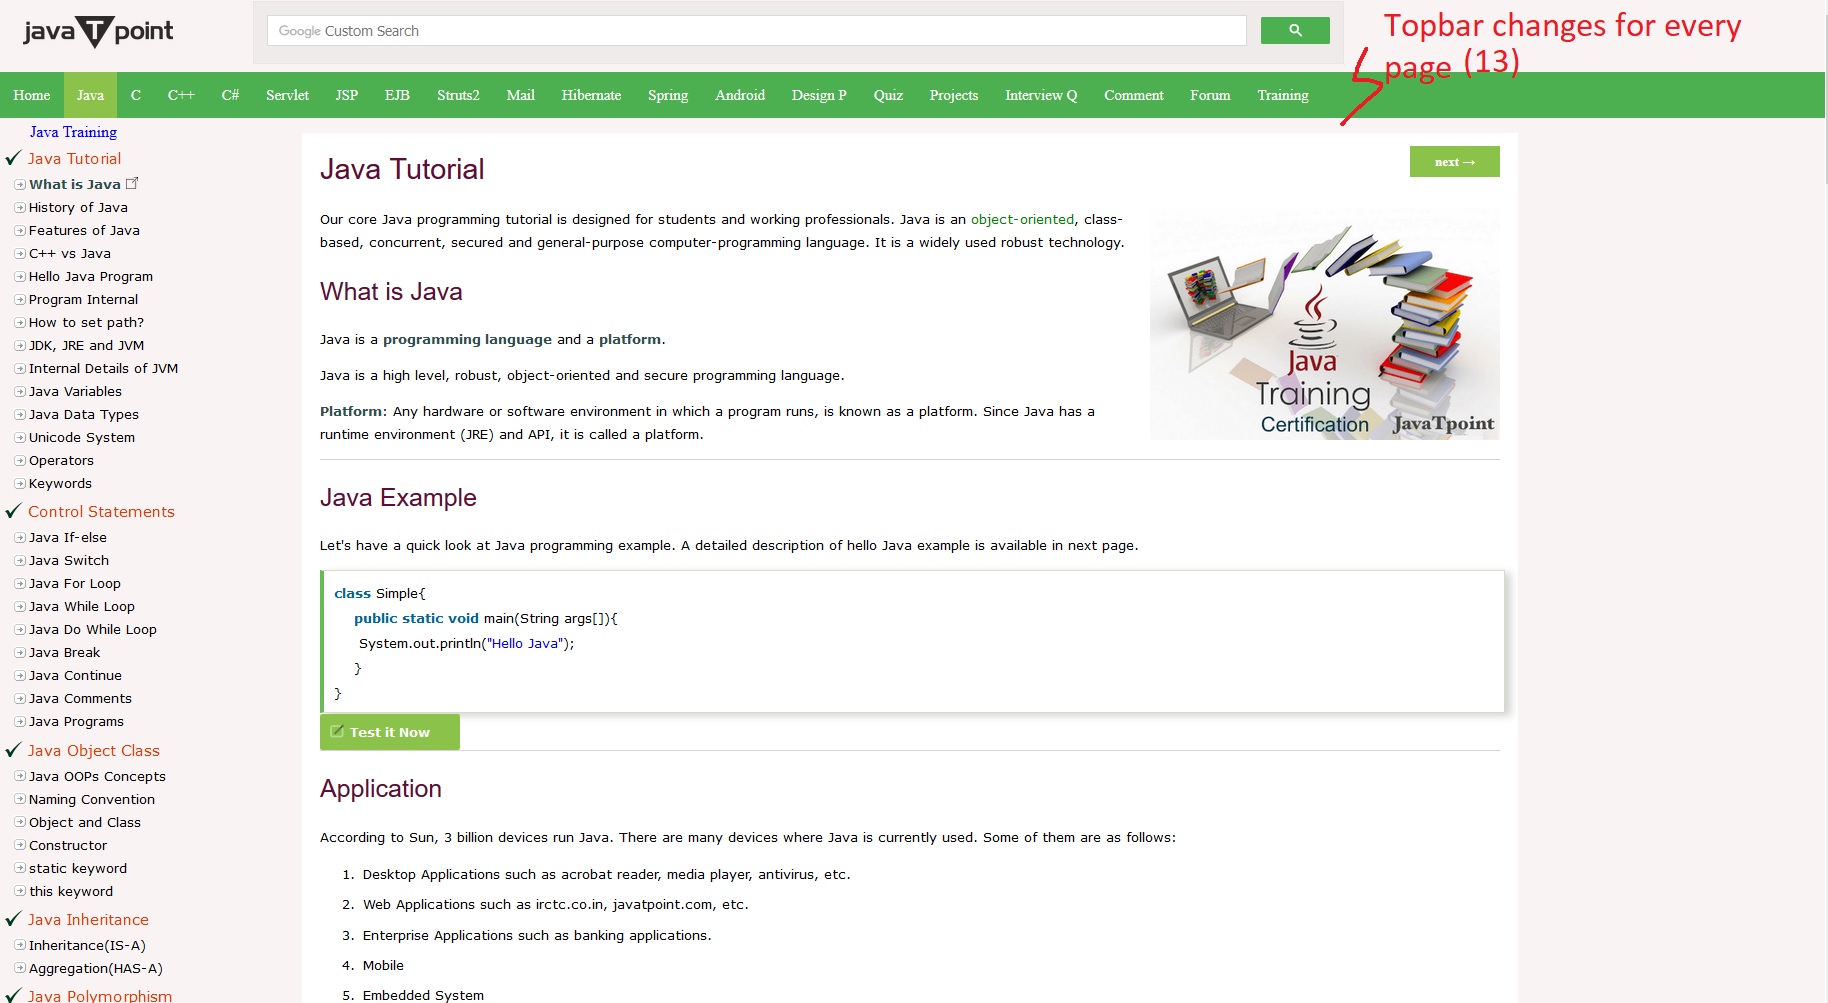 javaTpoint
Google Custom Search
Topbar changes for every
page (13)
Home Java C C++ C# Servlet JSP EJB Struts2 Mail Hibernate Spring Android Design P Quiz Projects Interview Q Comment Forum Training
Java Training
Java Tutorial
What is Java
History of Java
Features of Java
C++ vs Java
Hello Java Program
Program Internal
How to set path?
JDK, JRE and JVM
Internal Details of JVM
Java Variables
Java Data Types
Unicode System
Operators
Keywords
Control Statements
Java If-else
Java Switch
Java For Loop
Java While Loop
Java Do While Loop
Java Break
Java Continue
Java Comments
Java Programs
Java Object Class
Java OOPs Concepts
Naming Convention
Object and Class
Constructor
static keyword
this keyword
Java Inheritance
Inheritance(IS-A)
Aggregation(HAS-A)
Java Polymorphism
Java Tutorial
next →
Our core Java programming tutorial is designed for students and working professionals. Java is an object-oriented, class-
based, concurrent, secured and general-purpose computer-programming language. It is a widely used robust technology.
What is Java
Java is a programming language and a platform.
Java is a high level, robust, object-oriented and secure programming language.
Platform: Any hardware or software environment in which a program runs, is known as a platform. Since Java has a
runtime environment (JRE) and API, it is called a platform.
Java
Training
Certification
JavaTpoint
Java Example
Let's have a quick look at Java programming example. A detailed description of hello Java example is available in next page.
class Simple{
public static void main(String args[]){
System.out.println("Hello Java");
}
}
Test it Now
Application
According to Sun, 3 billion devices run Java. There are many devices where Java is currently used. Some of them are as follows:
1. Desktop Applications such as acrobat reader, media player, antivirus, etc.
2. Web Applications such as irctc.co.in, javatpoint.com, etc.
3. Enterprise Applications such as banking applications.
4. Mobile
5. Embedded System